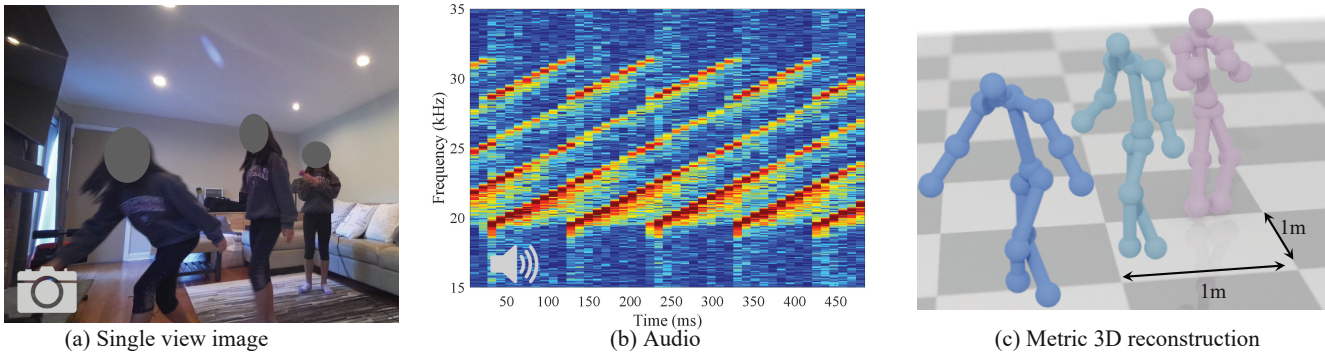 35
30
25
20
15
Frequency (kHz)
50 100 150 200 250 300 350 400 450
Time (ms)
1m
1m
(a) Single view image
(b) Audio
(c) Metric 3D reconstruction